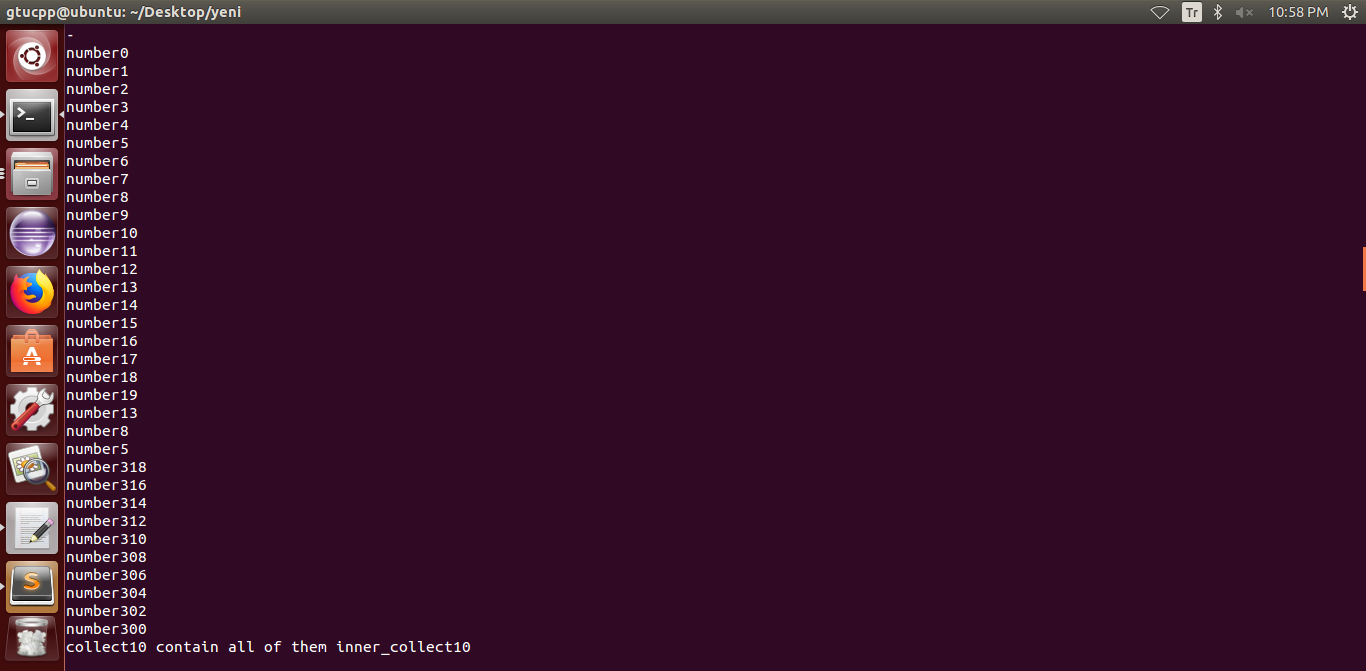 gtucpp@ubuntu: ~/Desktop/yeni
Tr
10:58 PM
-
number0
number1
number2
number3
number4
number5
number6
number7
number8
number9
number10
number11
number12
number13
number14
number15
number16
number17
number18
number19
number13
number8
number5
number318
number316
number314
number312
number310
number308
number306
number304
number302
number300
collect10 contain all of them inner_collect10